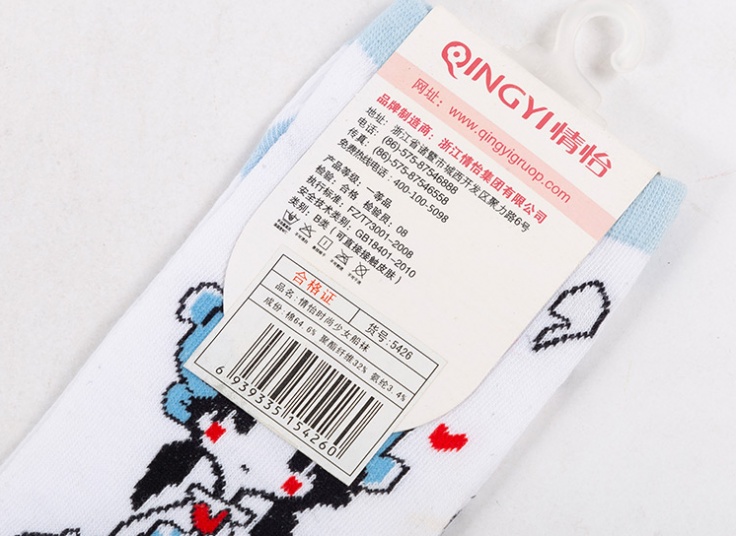 QINGYI情怡
网址：www.qingyigruop.com
品牌制造商：浙江情怡集团有限公司
地址：浙江省诸暨市城西开发区聚力路6号
电话：(86)-575-87546888
传真：(86)-575-87546558
免费热线电话：400-100-5098
产品等级：一等品
检验：合格 检验员：08
执行标准：FZ/T73001-2008
安全技术类别：GB18401-2010
类别：B类（可直接接触皮肤）
合格证
品名:情怡时尚少女船袜
货号:5426
成份:棉64.6% 聚酯纤维32% 氨纶3.4%
6 939335 154260